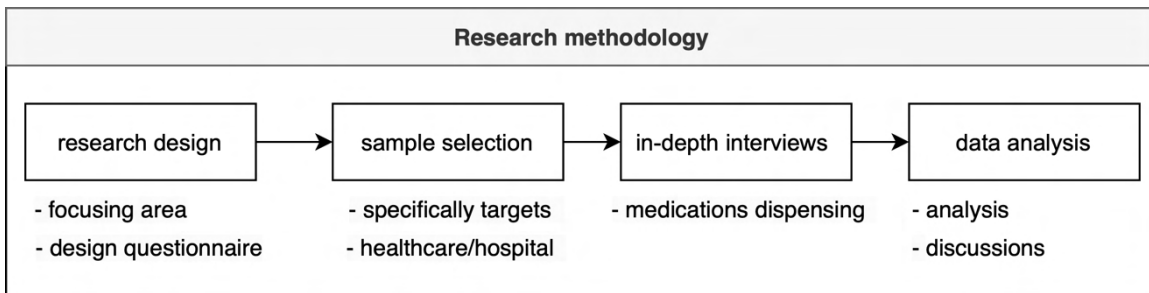 Research methodology
research design
sample selection
in-depth interviews
data analysis
- focusing area
- design questionnaire
- specifically targets
- healthcare/hospital
- medications dispensing
- analysis
- discussions